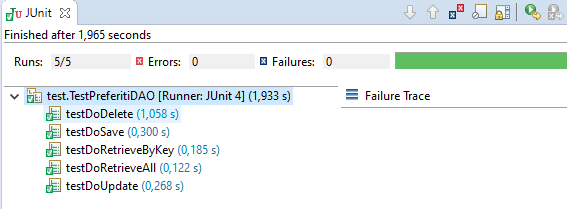 JUnit
Finished after 1,965 seconds
Runs: 5/5 Errors: 0 Failures: 0
test.TestPreferitiDAO [Runner: JUnit 4] (1,933 s)
Failure Trace
testDoDelete (1,058 s)
testDoSave (0,300 s)
testDoRetrieveByKey (0,185 s)
testDoRetrieveAll (0,122 s)
testDoUpdate (0,268 s)